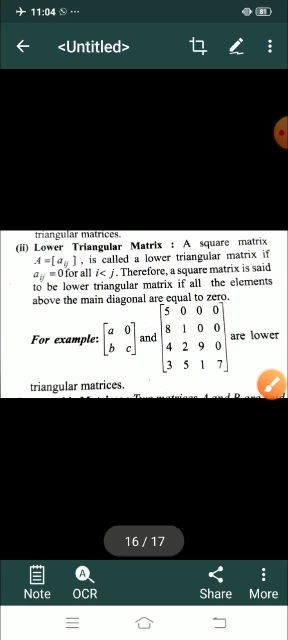 11:04
81
<Untitled>
triangular matrices.
(ii) Lower Triangular Matrix : A square matrix
A = [a_ij], is called a lower triangular matrix if
a_ij = 0 for all i < j. Therefore, a square matrix is said
to be lower triangular matrix if all the elements
above the main diagonal are equal to zero.
5 0 0 0
a 0 8 1 0 0
For example: and are lower
b c 4 2 9 0
3 5 1 7
triangular matrices.
16 / 17
Note OCR Share More